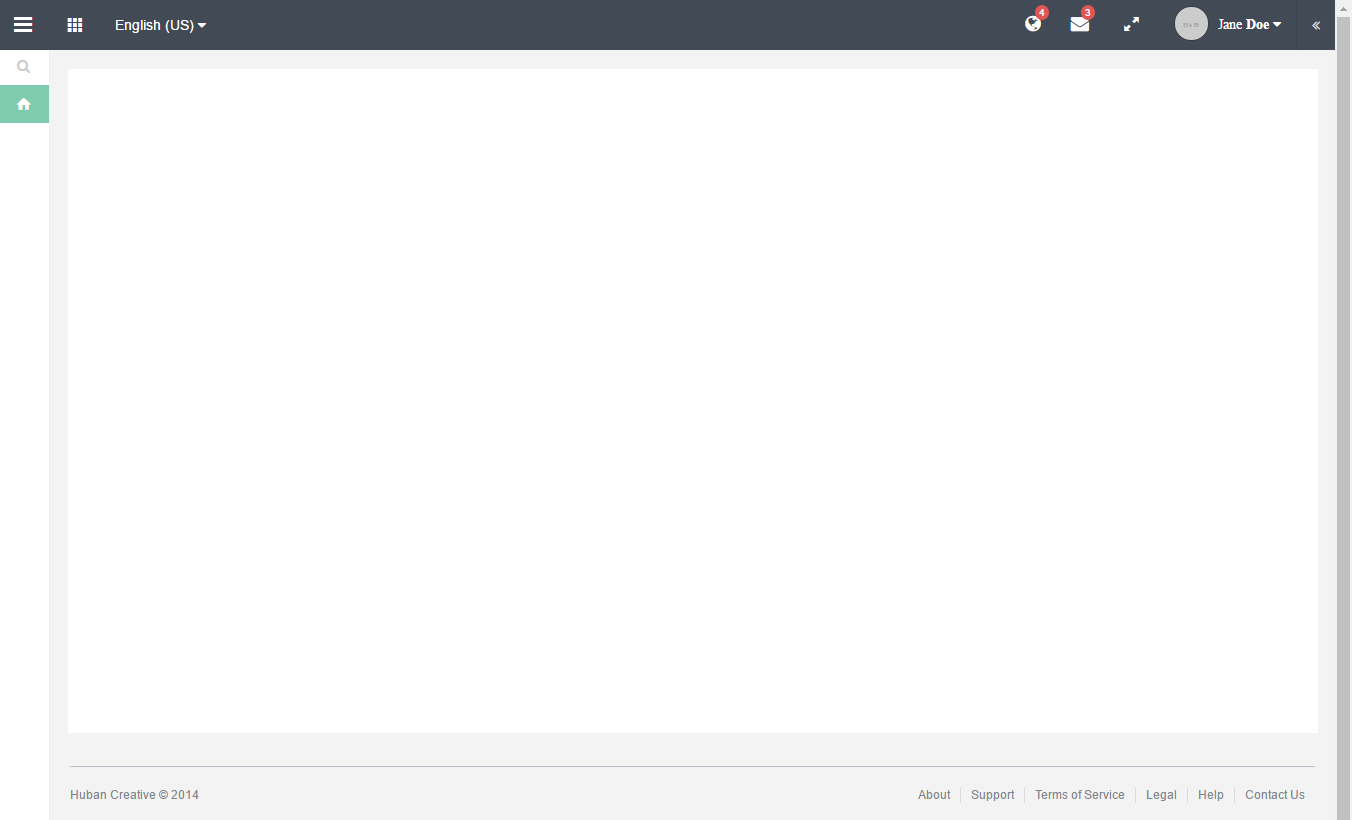 English (US)
4
3
Jane Doe
Huban Creative © 2014
About
Support
Terms of Service
Legal
Help
Contact Us